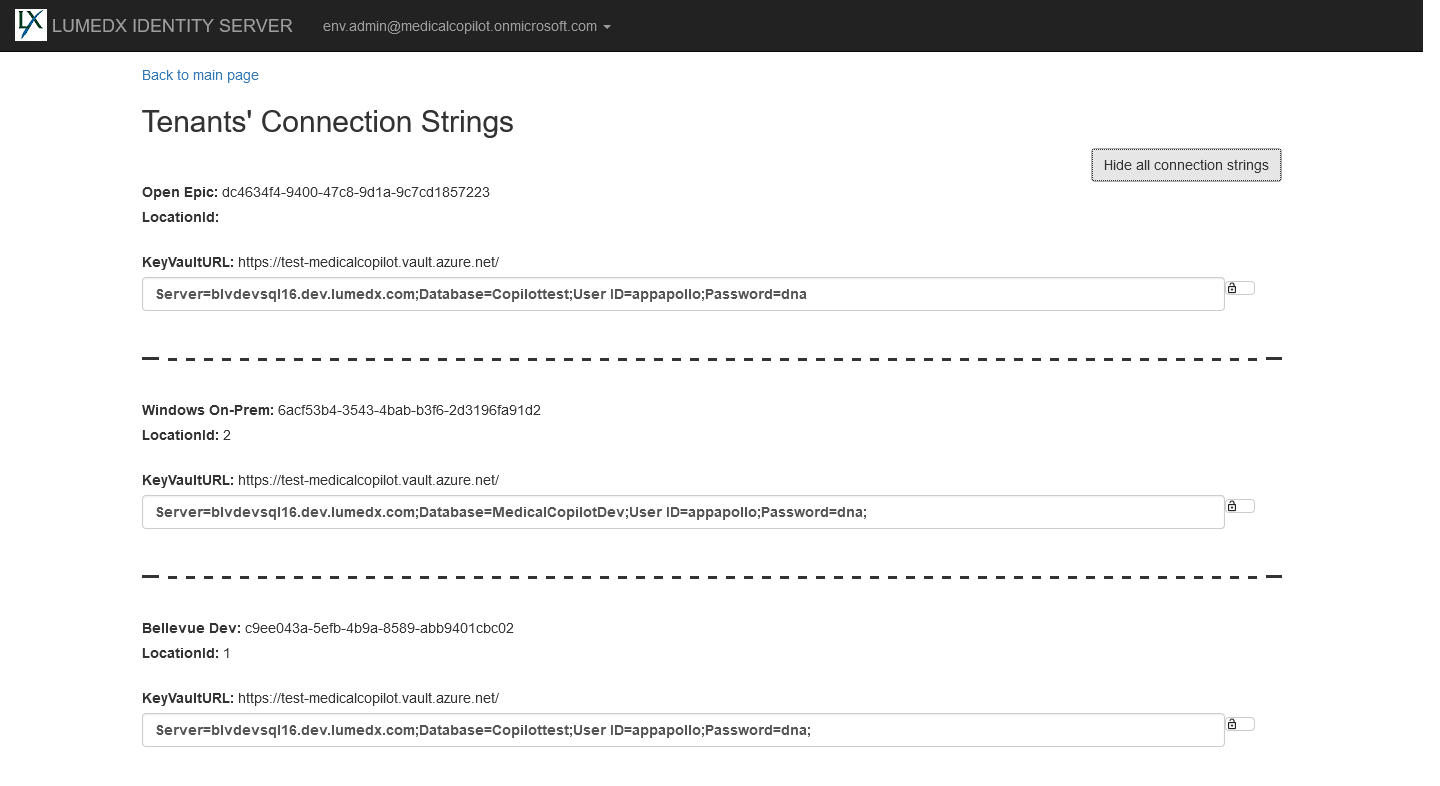 LX LUMEDX IDENTITY SERVER env.admin@medicalcopilot.onmicrosoft.com
Back to main page
Tenants' Connection Strings
Hide all connection strings
Open Epic: dc4634f4-9400-47c8-9d1a-9c7cd1857223
LocationId:
KeyVaultURL: https://test-medicalcopilot.vault.azure.net/
Server=blvdevsql16.dev.lumedx.com;Database=Copilottest;User ID=appapollo;Password=dna
Windows On-Prem: 6acf53b4-3543-4bab-b3f6-2d3196fa91d2
LocationId: 2
KeyVaultURL: https://test-medicalcopilot.vault.azure.net/
Server=blvdevsql16.dev.lumedx.com;Database=MedicalCopilotDev;User ID=appapollo;Password=dna;
Bellevue Dev: c9ee043a-5efb-4b9a-8589-abb9401cbc02
LocationId: 1
KeyVaultURL: https://test-medicalcopilot.vault.azure.net/
Server=blvdevsql16.dev.lumedx.com;Database=Copilottest;User ID=appapollo;Password=dna;